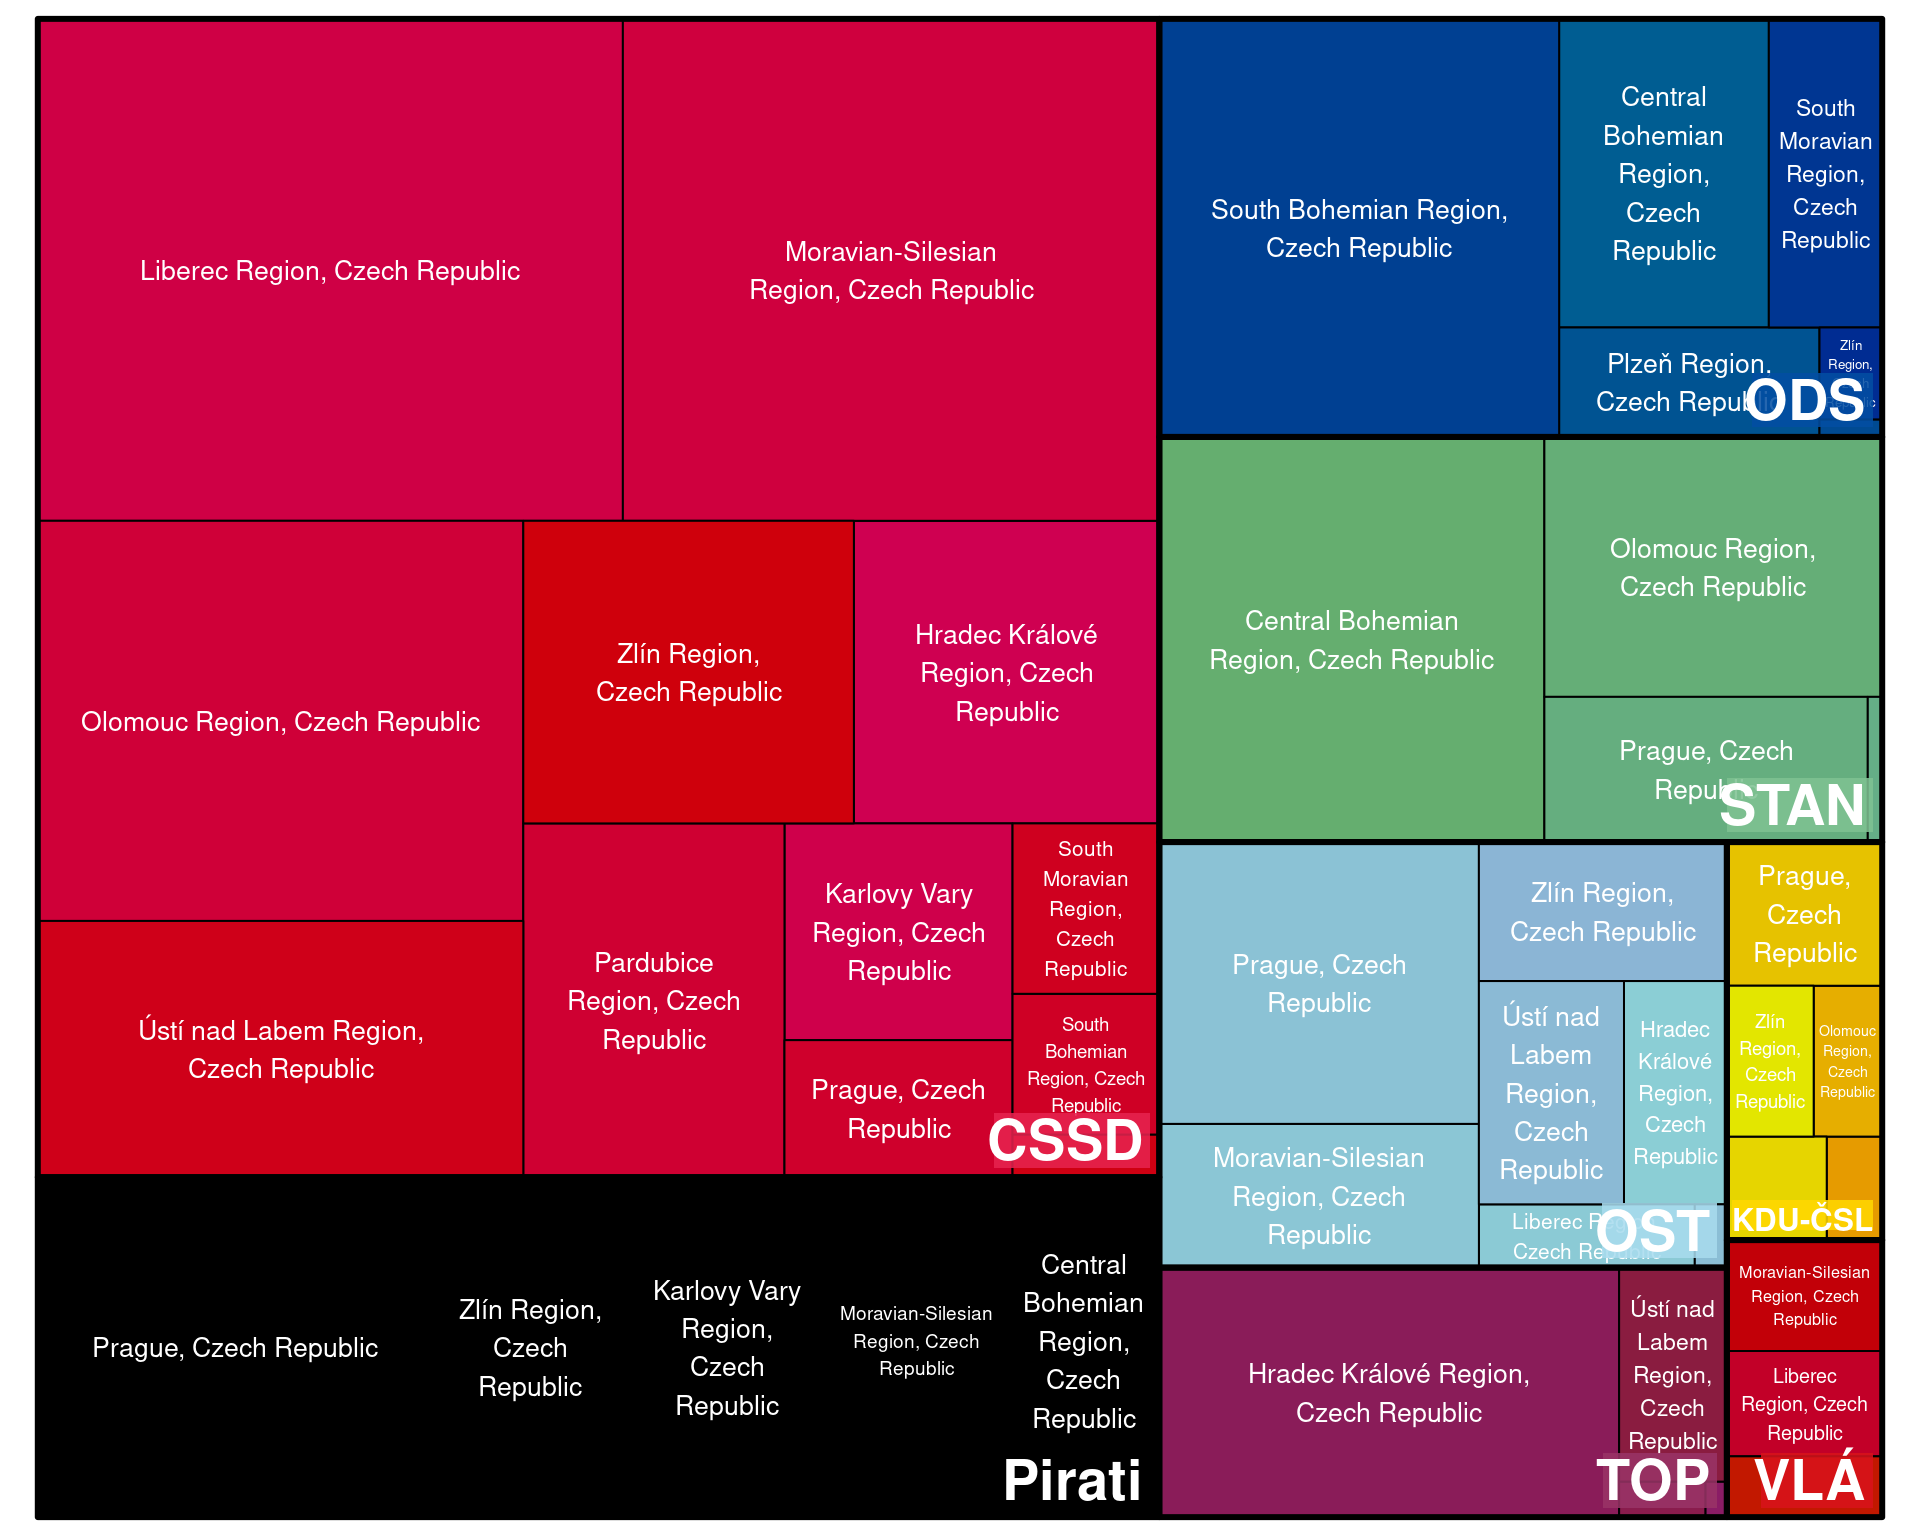 Liberec Region, Czech Republic
Moravian-Silesian
Region, Czech Republic
Olomouc Region, Czech Republic
Zlín Region,
Czech Republic
Hradec Králové
Region, Czech
Republic
Ústí nad Labem Region,
Czech Republic
Pardubice
Region, Czech
Republic
Karlovy Vary
Region, Czech
Republic
South
Moravian
Region,
Czech
Republic
Prague, Czech
Republic
South
Bohemian
Region, Czech
Republic
CSSD
Prague, Czech Republic
Zlín Region,
Czech
Republic
Karlovy Vary
Region,
Czech
Republic
Moravian-Silesian
Region, Czech
Republic
Central
Bohemian
Region,
Czech
Republic
Pirati
South Bohemian Region,
Czech Republic
Central
Bohemian
Region,
Czech
Republic
South
Moravian
Region,
Czech
Republic
Plzeň Region,
Czech Republic
Zlín
Region,
ODS
Central Bohemian
Region, Czech Republic
Olomouc Region,
Czech Republic
Prague, Czech
Republic
STAN
Prague, Czech
Republic
Moravian-Silesian
Region, Czech
Republic
Zlín Region,
Czech Republic
Ústí nad
Labem
Region,
Czech
Republic
Hradec
Králové
Region,
Czech
Republic
Liberec Region,
Czech Republic
OST
Prague,
Czech
Republic
Zlín
Region,
Czech
Republic
Olomouc
Region,
Czech
Republic
KDU-ČSL
Hradec Králové Region,
Czech Republic
Ústí nad
Labem
Region,
Czech
Republic
TOP
Moravian-Silesian
Region, Czech
Republic
Liberec
Region, Czech
Republic
VLÁ